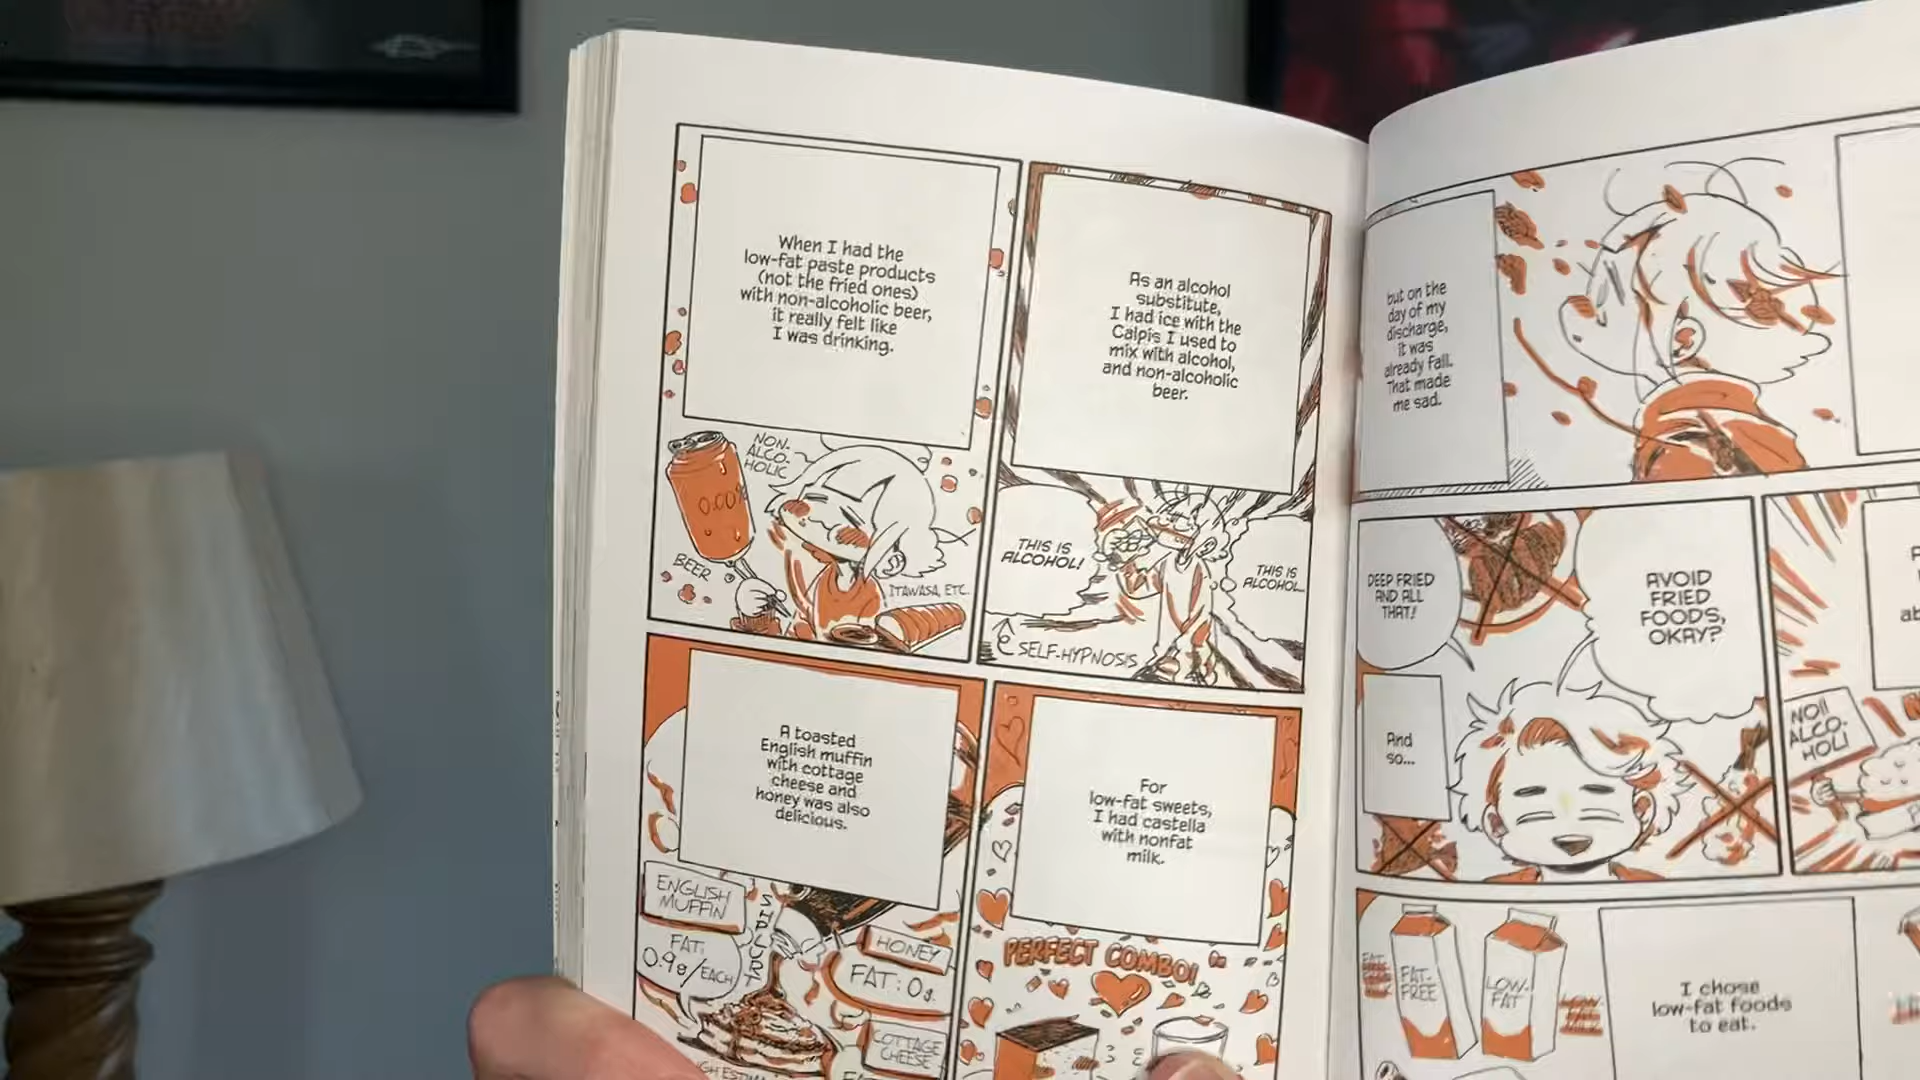 but on the
day of my
discharge,
it was
already fall.
That made
me sad.
AVOID
FRIED
FOODS,
OKAY?
DEEP FRIED
AND ALL
THAT!
And
so...
NO!!
ALCO-
HOL!
I chose
low-fat foods
to eat.
LOW-
FAT
FAT-
FREE
As an alcohol
substitute,
I had ice with the
Calpis I used to
mix with alcohol,
and non-alcoholic
beer.
THIS IS
ALCOHOL...
THIS IS
ALCOHOL!
SELF-HYPNOSIS
When I had the
low-fat paste products
(not the fried ones)
with non-alcoholic beer,
it really felt like
I was drinking.
NON-
ALCO-
HOLIC
0.00%
BEER
ITAWASA, ETC.
For
low-fat sweets,
I had castella
with nonfat
milk.
PERFECT COMBO!
A toasted
English muffin
with cottage
cheese and
honey was also
delicious.
ENGLISH
MUFFIN
FAT:
0.9g/EACH
SHPLURT
HONEY
FAT: 0g.
COTTAGE
CHEESE